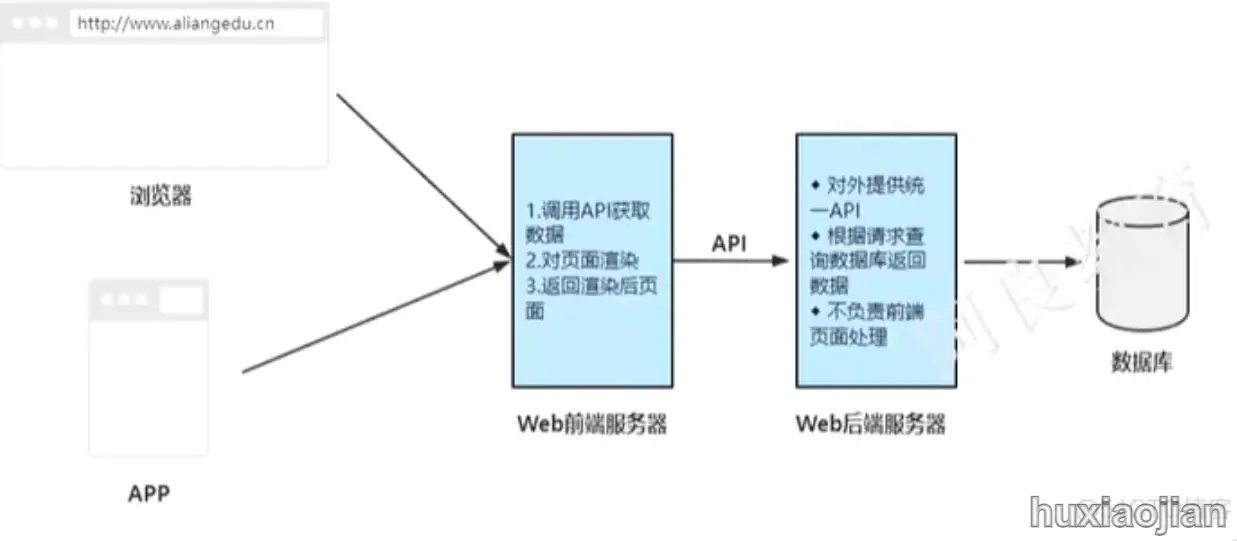 http://www.aliangedu.cn
浏览器
APP
1.调用API获取
数据
2.对页面渲染
3.返回渲染后页
面
Web前端服务器
API
◆ 对外提供统
一API
◆ 根据请求查
询数据库返回
数据
◆ 不负责前端
页面处理
Web后端服务器
数据库
huxiaojian